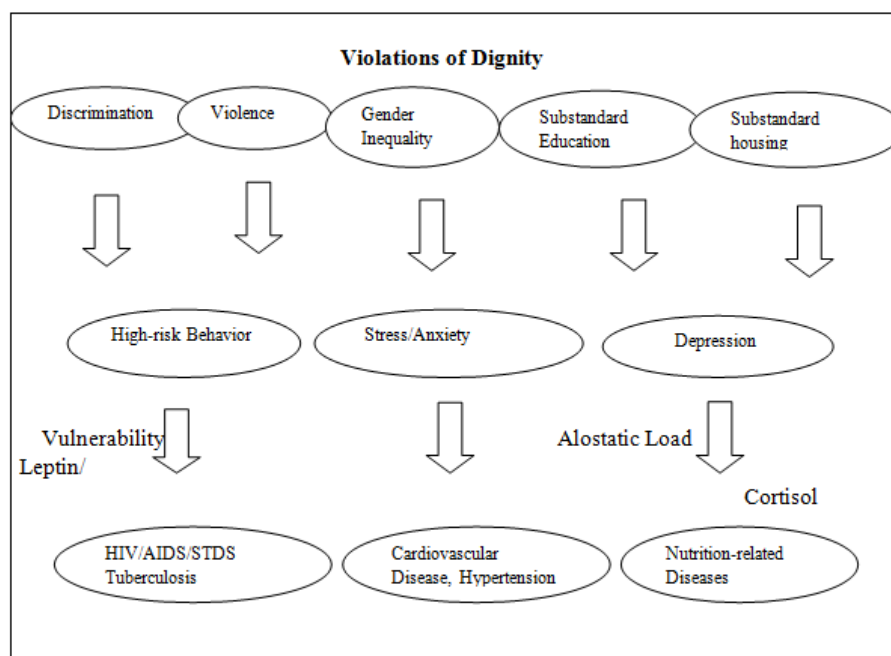 Violations of Dignity
Discrimination
Violence
Gender
Inequality
Substandard
Education
Substandard
housing
High-risk Behavior
Stress/Anxiety
Depression
Vulnerability
Leptin/
Alostatic Load
Cortisol
HIV/AIDS/STDS
Tuberculosis
Cardiovascular
Disease, Hypertension
Nutrition-related
Diseases